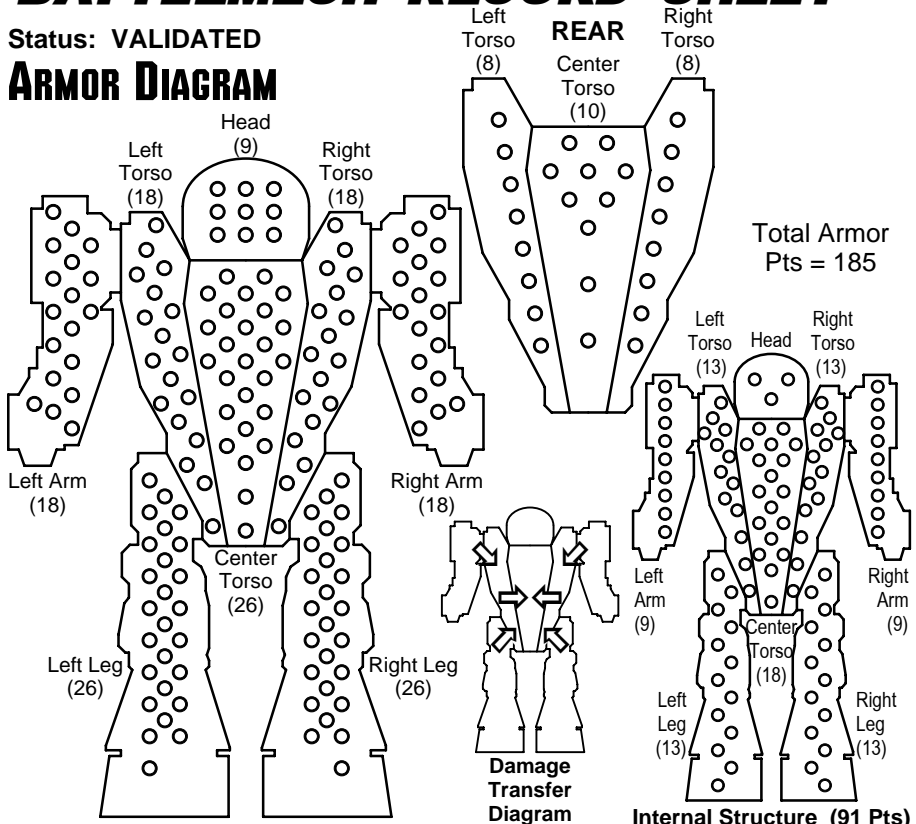 BATTLEMECH RECORD SHEET
Status: VALIDATED
ARMOR DIAGRAM
Head
(9)
Left
Torso
(18)
Right
Torso
(18)
Left Arm
(18)
Right Arm
(18)
Center
Torso
(26)
Left Leg
(26)
Right Leg
(26)
REAR
Left
Torso
(8)
Center
Torso
(10)
Right
Torso
(8)
Total Armor
Pts = 185
Left
Torso
(13)
Head
Right
Torso
(13)
Left
Arm
(9)
Right
Arm
(9)
Center
Torso
(18)
Left
Leg
(13)
Right
Leg
(13)
Damage
Transfer
Diagram
Internal Structure (91 Pts)